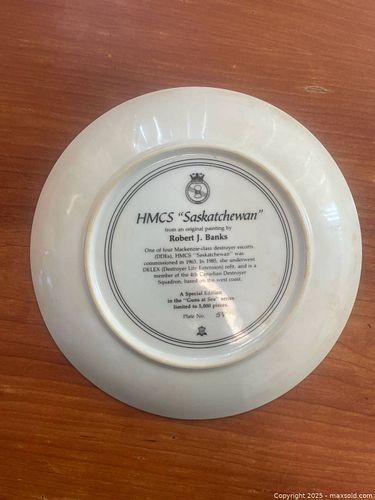 HMCS "Saskatchewan"
from an original painting by
Robert J. Banks
One of four Mackenzie-class destroyer escorts
(DDEs), HMCS "Saskatchewan" was
commissioned in 1963. In 1985, she underwent
DELEX (Destroyer Life Extension) refit, and is a
member of the 4th Canadian Destroyer
Squadron, based on the west coast.
A Special Edition
in the "Guns at Sea" series
limited to 5,000 pieces.
Plate No.
Copyright © 2025 - maxsold.com